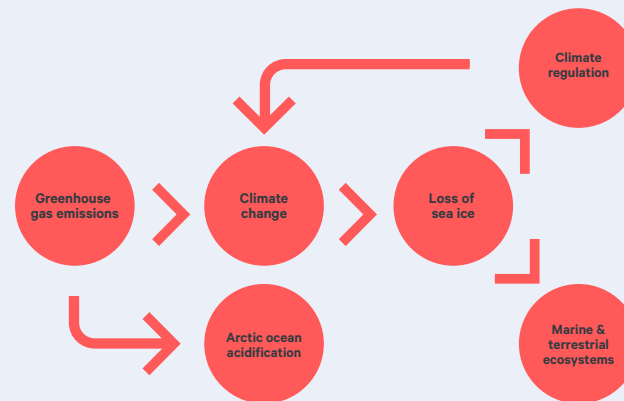 Climate
regulation
Greenhouse
gas emissions
Climate
change
Loss of
sea ice
Arctic ocean
acidification
Marine &
terrestrial
ecosystems